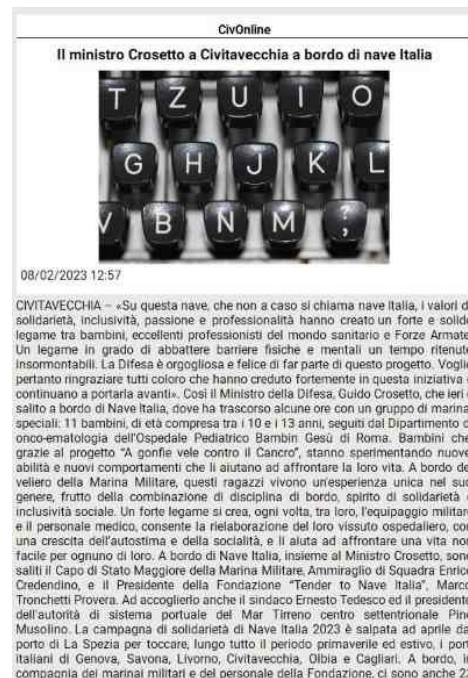 CivOnline
Il ministro Crosetto a Civitavecchia a bordo di nave Italia
T Z U I O
G H J K L
V B N M ?
;
08/02/2023 12:57
CIVITAVECCHIA – «Su questa nave, che non a caso si chiama nave Italia, i valori d
solidarietà, inclusività, passione e professionalità hanno creato un forte e solid
legame tra bambini, eccellenti professionisti del mondo sanitario e Forze Armate
Un legame in grado di abbattere barriere fisiche e mentali un tempo ritenute
insormontabili. La Difesa è orgogliosa e felice di far parte di questo progetto. Vogli
pertanto ringraziare tutti coloro che hanno creduto fortemente in questa iniziativa
continuano a portarla avanti». Così il Ministro della Difesa, Guido Crosetto, che ieri
salito a bordo di Nave Italia, dove ha trascorso alcune ore con un gruppo di marina
speciali: 11 bambini, di età compresa tra i 10 e i 13 anni, seguiti dal Dipartimento d
onco-ematologia dell'Ospedale Pediatrico Bambin Gesù di Roma. Bambini che
grazie al progetto "A gonfie vele contro il Cancro", stanno sperimentando nuove
abilità e nuovi comportamenti che li aiutano ad affrontare la loro vita. A bordo de
veliero della Marina Militare, questi ragazzi vivono un'esperienza unica nel suo
genere, frutto della combinazione di disciplina di bordo, spirito di solidarietà
inclusività sociale. Un forte legame si crea, ogni volta, tra loro, l'equipaggio militar
e il personale medico, consente la rielaborazione del loro vissuto ospedaliero, co
una crescita dell'autostima e della socialità, e li aiuta ad affrontare una vita non
facile per ognuno di loro. A bordo di Nave Italia, insieme al Ministro Crosetto, son
saliti il Capo di Stato Maggiore della Marina Militare, Ammiraglio di Squadra Enric
Credendino, e il Presidente della Fondazione "Tender to Nave Italia", Marco
Tronchetti Provera. Ad accoglierlo anche il sindaco Ernesto Tedesco ed il presidente
dell'autorità di sistema portuale del Mar Tirreno centro settentrionale Pin
Musolino. La campagna di solidarietà di Nave Italia 2023 è salpata ad aprile da
porto di La Spezia per toccare, lungo tutto il periodo primaverile ed estivo, i port
italiani di Genova, Savona, Livorno, Civitavecchia, Olbia e Cagliari. A bordo, i
compagnia dei marinai militari e del personale della Fondazione, ci sono anche 2